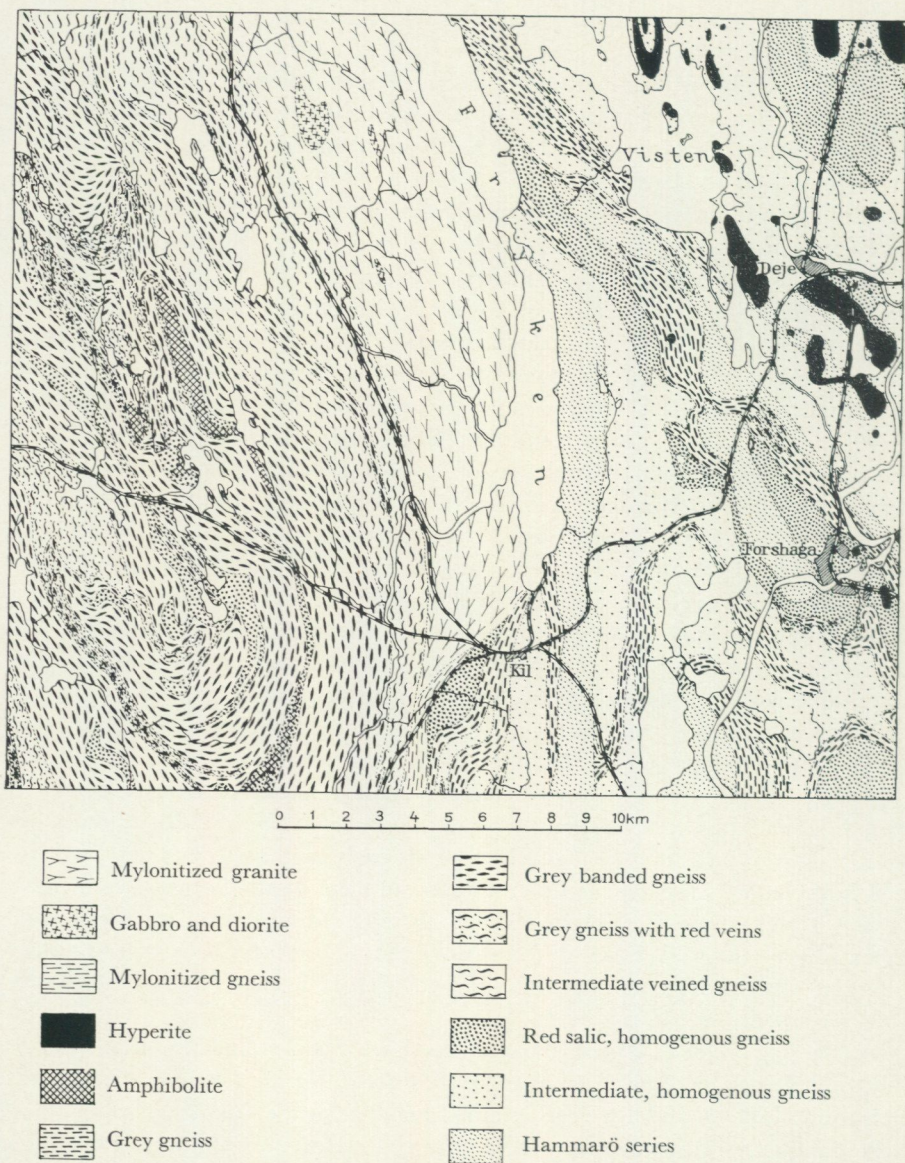 Frykен
Visten
Deje
Forshaga
Kil
0 1 2 3 4 5 6 7 8 9 10km
Mylonitized granite
Gabbro and diorite
Mylonitized gneiss
Hyperite
Amphibolite
Grey gneiss
Grey banded gneiss
Grey gneiss with red veins
Intermediate veined gneiss
Red salic, homogenous gneiss
Intermediate, homogenous gneiss
Hammarö series